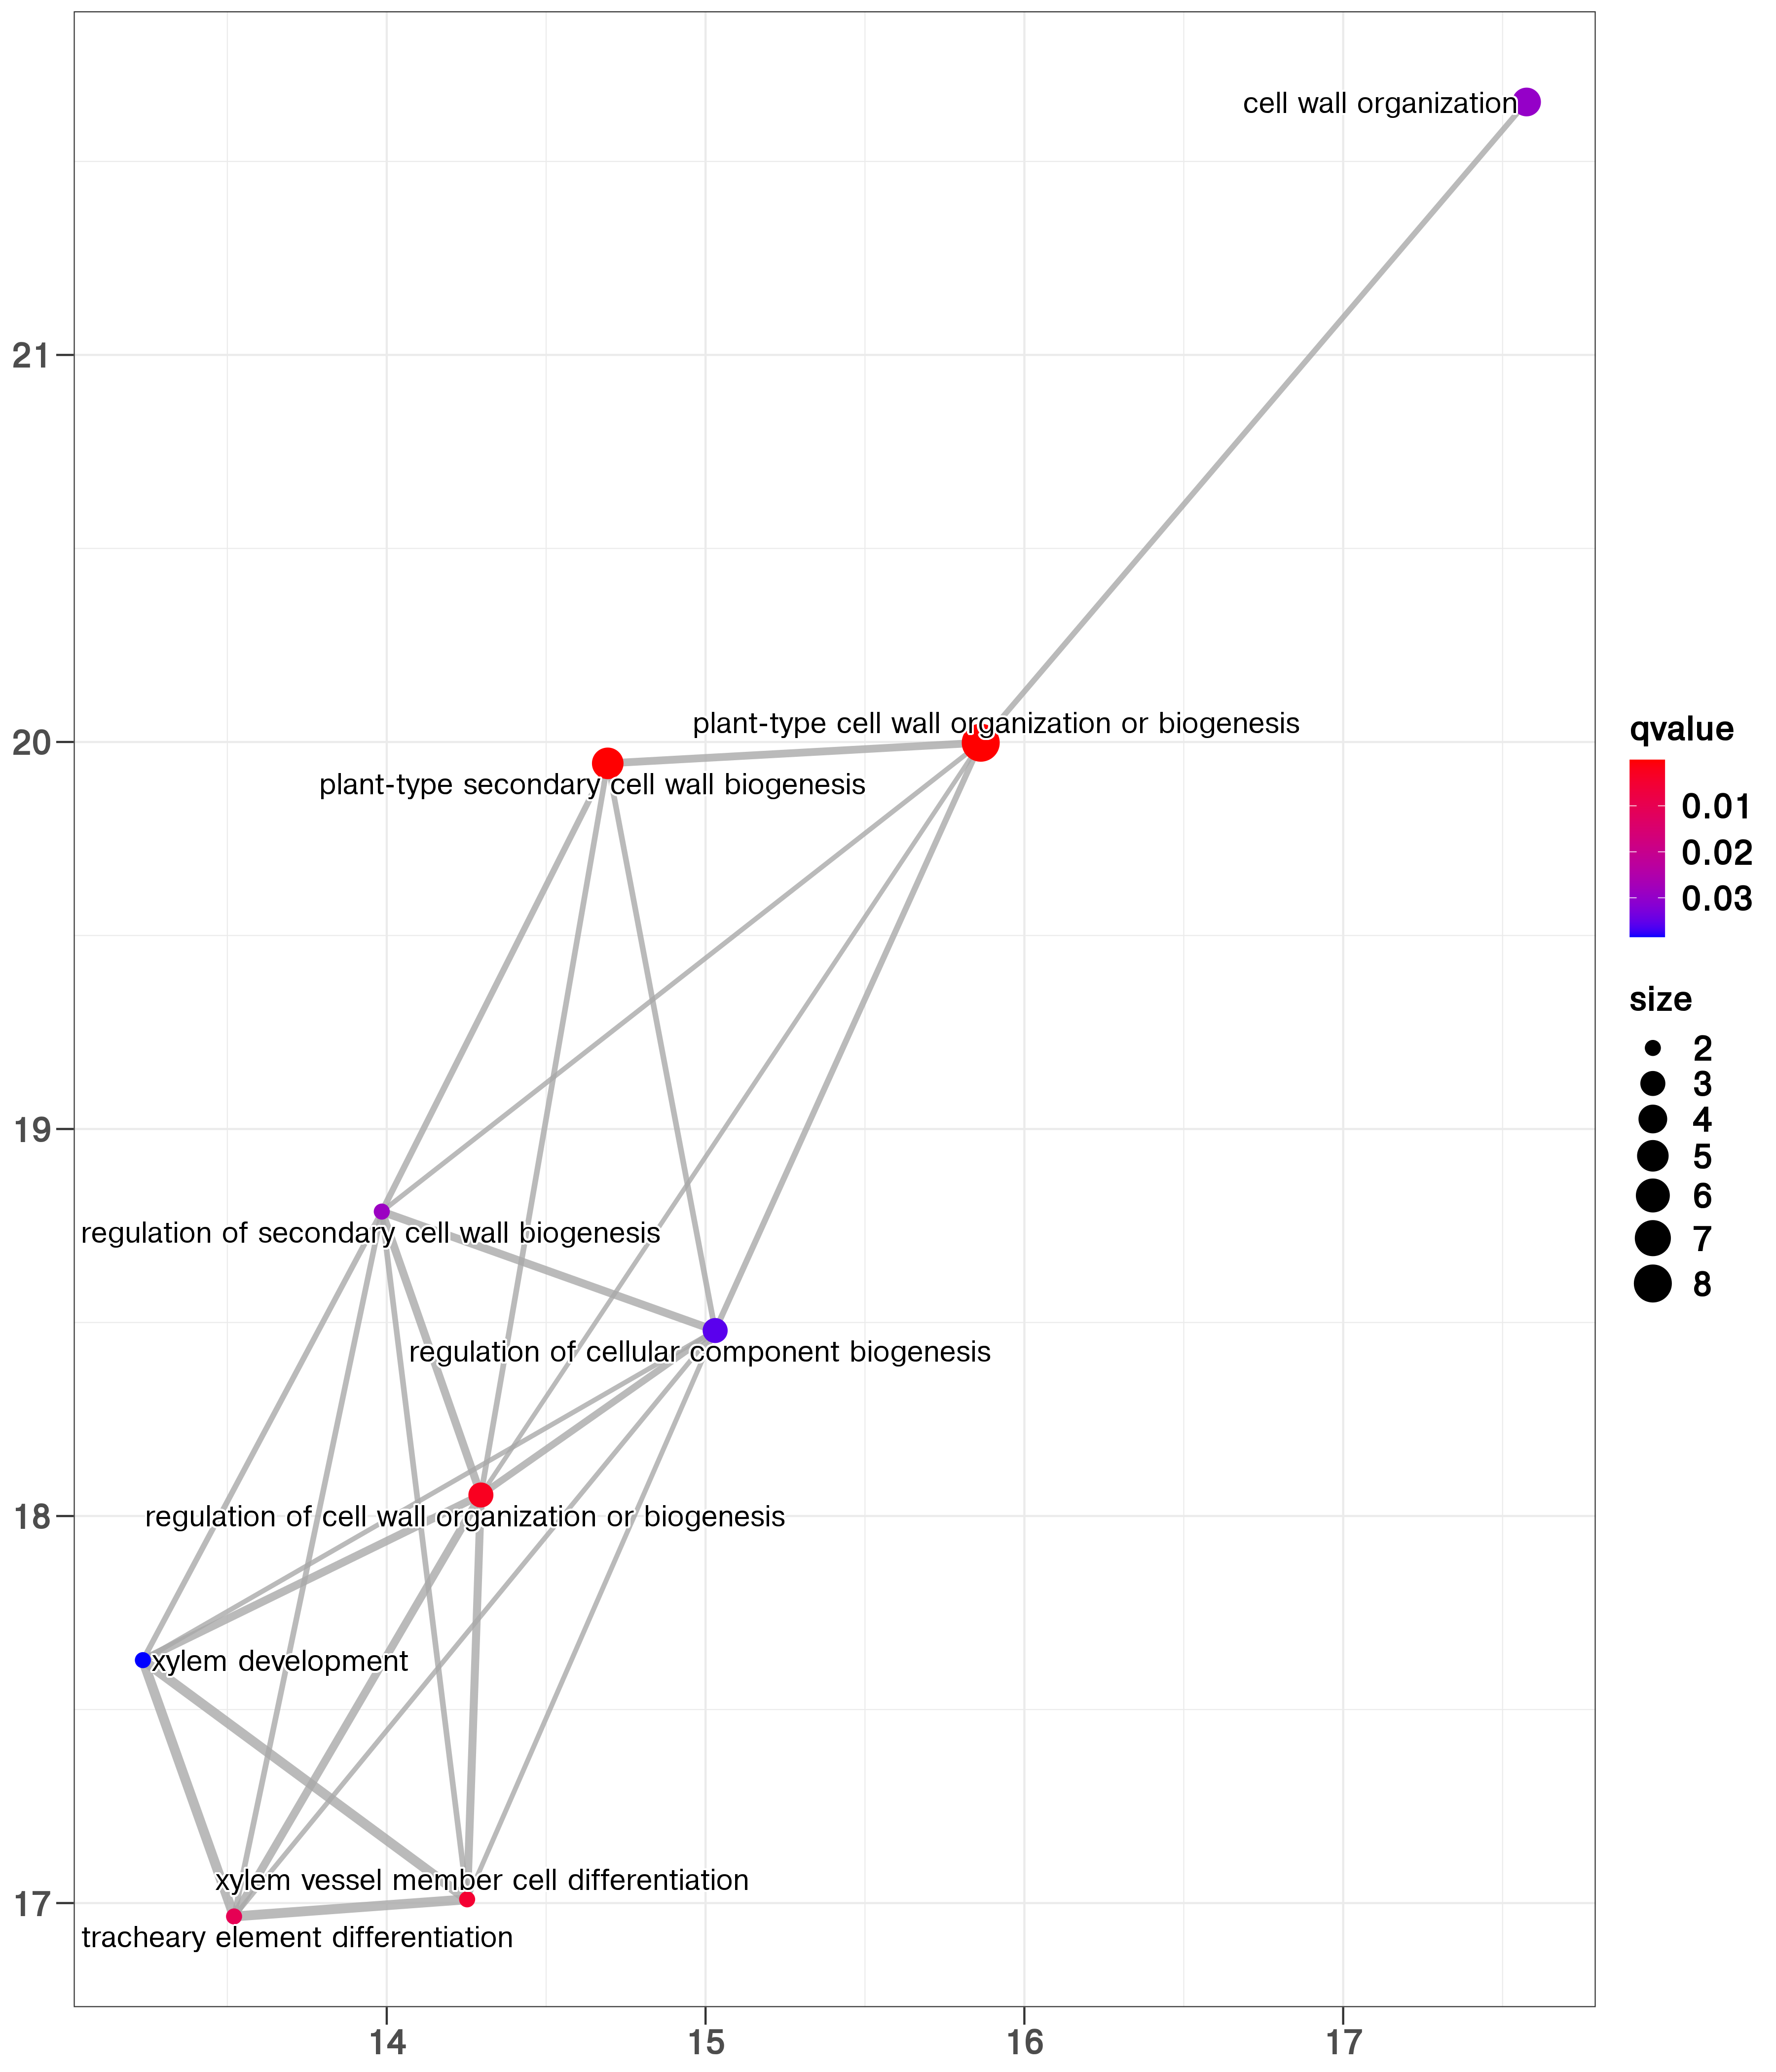 cell wall organization
21
plant-type cell wall organization or biogenesis
20
plant-type secondary cell wall biogenesis
19
regulation of secondary cell wall biogenesis
regulation of cellular component biogenesis
18
regulation of cell wall organization or biogenesis
xylem development
xylem vessel member cell differentiation
17
tracheary element differentiation
14
15
16
17
qvalue
0.01
0.02
0.03
size
2
3
4
5
6
7
8